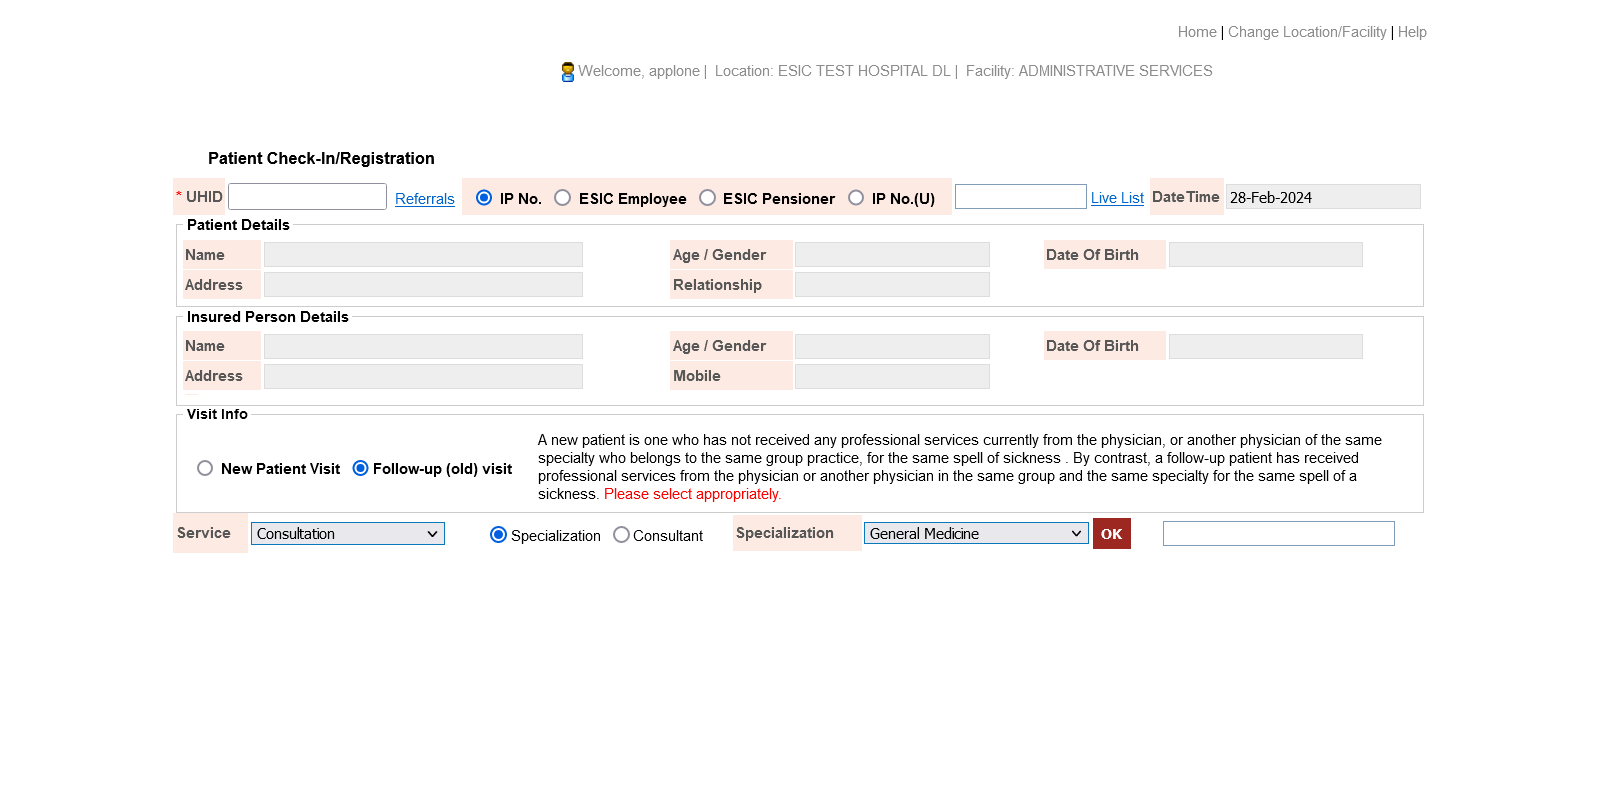 Home | Change Location/Facility | Help
Welcome, applone | Location: ESIC TEST HOSPITAL DL | Facility: ADMINISTRATIVE SERVICES
Patient Check-In/Registration
* UHID Referrals IP No. ESIC Employee ESIC Pensioner IP No.(U) Live List DateTime 28-Feb-2024
Patient Details
Name Age / Gender Date Of Birth
Address Relationship
Insured Person Details
Name Age / Gender Date Of Birth
Address Mobile
Visit Info
New Patient Visit Follow-up (old) visit
A new patient is one who has not received any professional services currently from the physician, or another physician of the same
specialty who belongs to the same group practice, for the same spell of sickness . By contrast, a follow-up patient has received
professional services from the physician or another physician in the same group and the same specialty for the same spell of a
sickness. Please select appropriately.
Service Consultation Specialization Consultant Specialization General Medicine OK